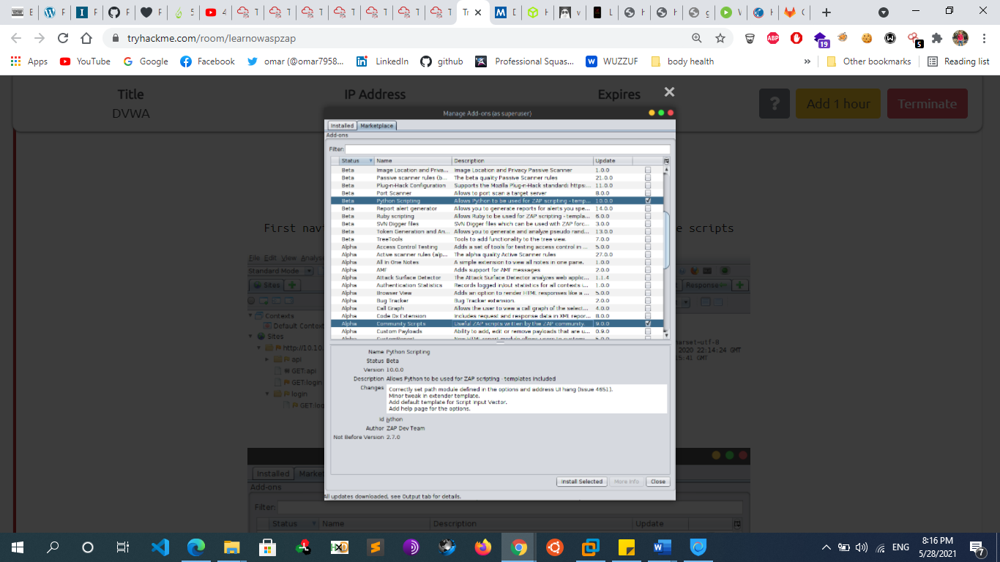 E
P
I
P
P
5
4
T
T
T
T
T
T
T
Tr
D
H
v
L
H
H
g
V
K
C
tryhackme.com/room/learnowaspzap
ABP
19
5
Apps
YouTube
Google
Facebook
omar (@omar7958...
LinkedIn
github
Professional Squas...
WUZZUF
body health
»
Other bookmarks
Reading list
Title
IP Address
Expires
DVWA
?
Add 1 hour
Terminate
Manage Add-ons (as superuser)
Installed
Marketplace
Add-ons
Filter:
Status Name Description Update
Beta Image Location and Priva... Image Location and Privacy Passive Scanner 1.0.0
Beta Passive scanner rules (b... The beta quality Passive Scanner rules 21.0.0
Beta Plug-n-Hack Configuration Supports the Mozilla Plug-n-Hack standard: https:... 11.0.0
Beta Port Scanner Allows to port scan a target server 8.0.0
Beta Python Scripting Allows Python to be used for ZAP scripting - temp... 10.0.0
Beta Report alert generator Allows you to generate reports for alerts you spe... 14.0.0
Beta Ruby scripting Allows Ruby to be used for ZAP scripting - templa... 6.0.0
Beta SVN Digger files SVN Digger files which can be used with ZAP forc... 3.0.0
Beta Token Generation and An... Allows you to generate and analyze pseudo rand... 13.0.0
Beta TreeTools Tools to add functionality to the tree view. 7.0.0
Alpha Access Control Testing Adds a set of tools for testing access control in ... 5.0.0
Alpha Active scanner rules (alp... The alpha quality Active Scanner rules 27.0.0
Alpha All In One Notes A simple extension to view all notes in one pane. 1.0.0
Alpha AMF Adds support for AMF messages 2.0.0
Alpha Attack Surface Detector The Attack Surface Detector analyzes web applic... 1.1.4
Alpha Authentication Statistics Records logged in/out statistics for all contexts i... 1.0.0
Alpha Browser View Adds an option to render HTML responses like a ... 5.0.0
Alpha Bug Tracker Bug Tracker extension. 2.0.0
Alpha Call Graph Allows the user to view a call graph of the select... 4.0.0
Alpha Code Dx Extension Includes request and response data in XML repor... 8.0.0
Alpha Community Scripts Useful ZAP scripts written by the ZAP community. 9.0.0
Alpha Custom Payloads Ability to add, edit or remove payloads that are u... 0.9.0
Name Python Scripting
Status Beta
Version 10.0.0
Description Allows Python to be used for ZAP scripting - templates included
Changes Correctly set path module defined in the options and address UI hang (Issue 4651).
Minor tweak in extender template.
Add default template for Script Input Vector.
Add help page for the options.
Id jython
Author ZAP Dev Team
Not Before Version 2.7.0
Install Selected
More Info
Close
All updates downloaded, see Output tab for details.
First nav
e scripts
File Edit View Analys
Standard Mode
Sites
Response
Contexts
Default Context
Sites
http://10.10.
api
GET:api
GET:login
login
GET:log
harset=utf-8
2020 22:14:24 GMT
15:41 GMT
Installed
Marke
Add-ons
Filter:
Status Name Description Update
ENG
8:16 PM
5/28/2021
7